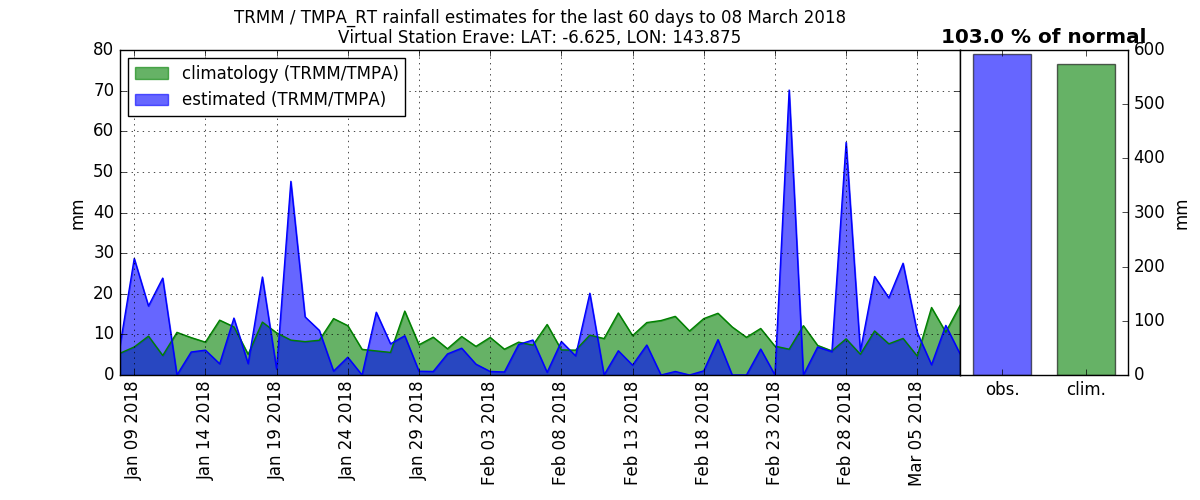 TRMM / TMPA_RT rainfall estimates for the last 60 days to 08 March 2018
Virtual Station Erave: LAT: -6.625, LON: 143.875
103.0 % of normal
climatology (TRMM/TMPA)
estimated (TRMM/TMPA)
80
70
60
50
40
30
20
10
0
mm
600
500
400
300
200
100
0
mm
Jan 09 2018
Jan 14 2018
Jan 19 2018
Jan 24 2018
Jan 29 2018
Feb 03 2018
Feb 08 2018
Feb 13 2018
Feb 18 2018
Feb 23 2018
Feb 28 2018
Mar 05 2018
obs.
clim.